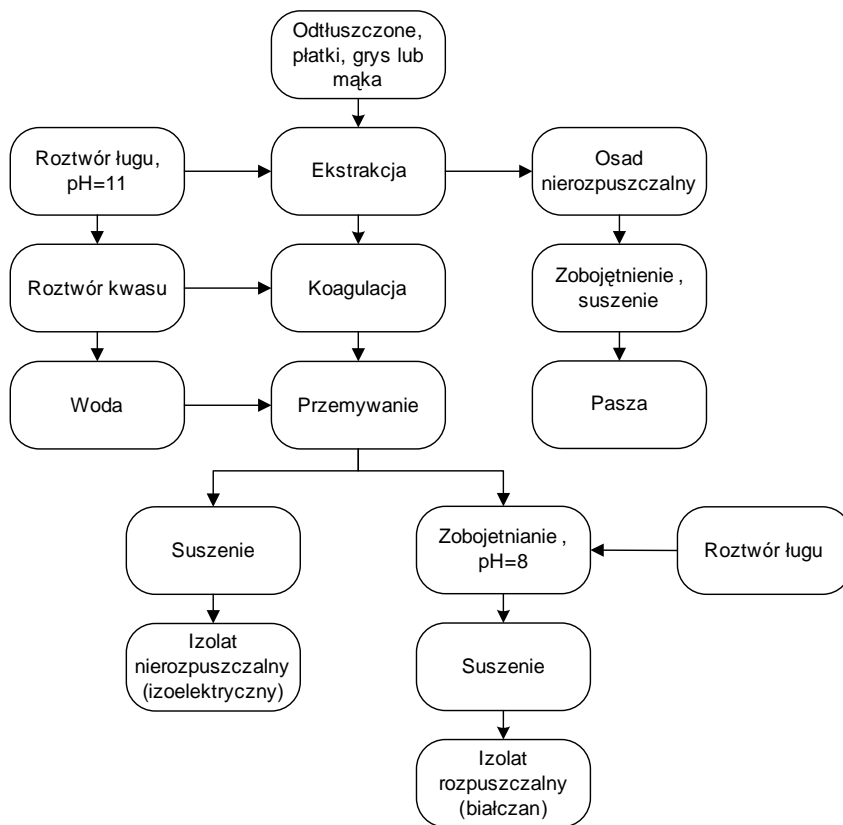 Odtłuszczone,
płatki, grys lub
mąka
Roztwór ługu,
pH=11
Ekstrakcja
Osad
nierozpuszczalny
Roztwór kwasu
Koagulacja
Zobojętnienie ,
suszenie
Woda
Przemywanie
Pasza
Suszenie
Zobojetnianie ,
pH=8
Roztwór ługu
Izolat
nierozpuszczalny
(izoelektryczny)
Suszenie
Izolat
rozpuszczalny
(białczan)